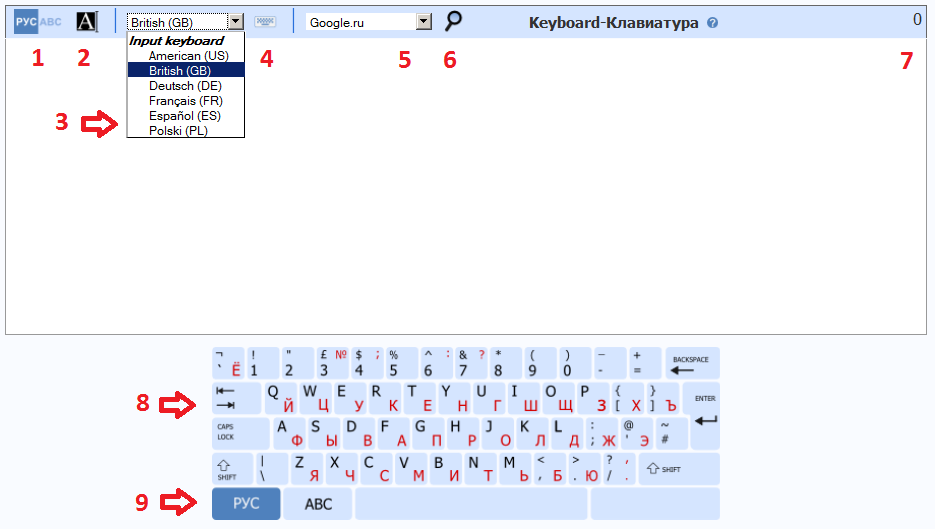 РУС ABC A British (GB) Google.ru Keyboard-Клавиатура ? 0
Input keyboard
American (US)
British (GB)
Deutsch (DE)
Français (FR)
Español (ES)
Polski (PL)
1 2 4 5 6 7
3
¬ ` Ё ! 1 " 2 £ № 3 $ ; 4 % 5 ^ : 6 & ? 7 * 8 ( 9 ) 0 _ - + = BACKSPACE
8
Q Й W Ц E У R К T Е Y Н U Г I Ш O Щ P З { [ Х } ] Ъ ENTER
CAPS LOCK A Ф S Ы D В F А G П H Р J О K Л L Д : ; Ж @ ' Э ~ #
SHIFT | \ Z Я X Ч C С V М B И N Т M Ь < , Б > . Ю ? / , . SHIFT
9
РУС ABC